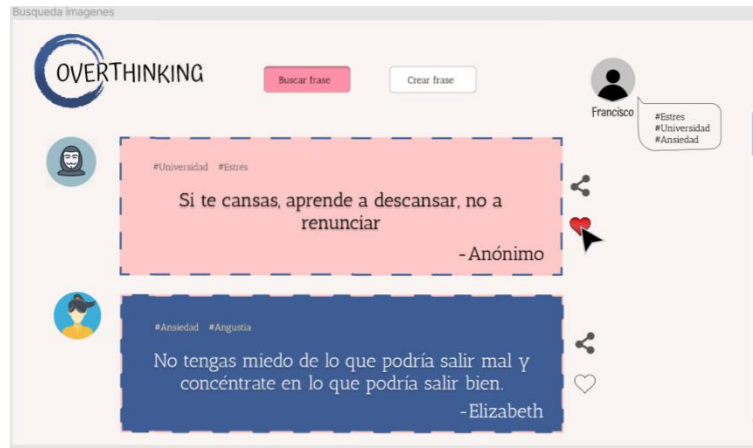 Busqueda imagenes
OVERTHINKING
Buscar frase
Crear frase
Francisco
#Estres
#Universidad
#Ansiedad
#Universidad #Estrés
Si te cansas, aprende a descansar, no a
renunciar
-Anónimo
#Ansiedad #Angustia
No tengas miedo de lo que podría salir mal y
concéntrate en lo que podría salir bien.
-Elizabeth